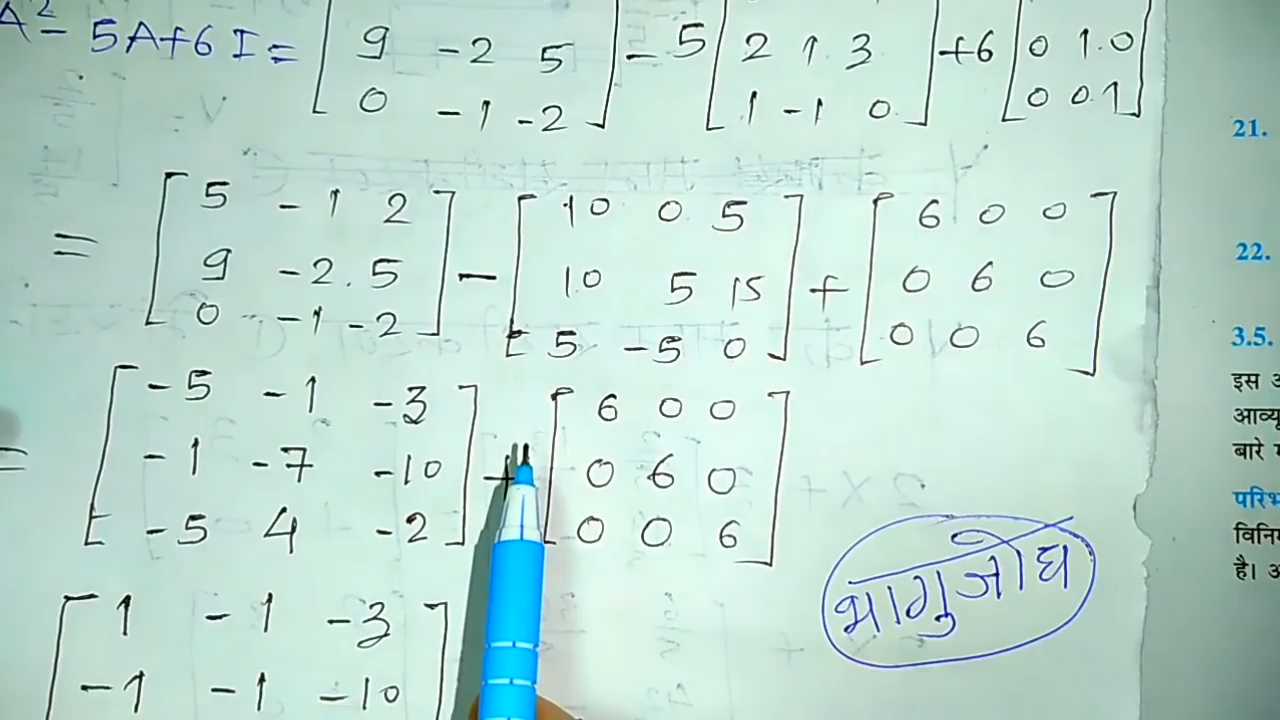 A² - 5A+6I = [ 9 -2 5 ] - 5 [ 2 1 3 ] +6 [ 0 1 0 ]
0 -1 -2   1 -1 0   0 0 1
= [ 5 -1 2 ] - [ 10 0 5 ] + [ 6 0 0 ]
9 -2 5   10 5 15   0 6 0
0 -1 -2   5 -5 0   0 0 6
= [ -5 -1 -3 ] + [ 6 0 0 ]
-1 -7 -10   0 6 0
-5 4 -2   0 0 6
[ 1 -1 -3 ]
-1 -1 -10
भागुजोघ
21.
22.
3.5.
इस
बारे
है।